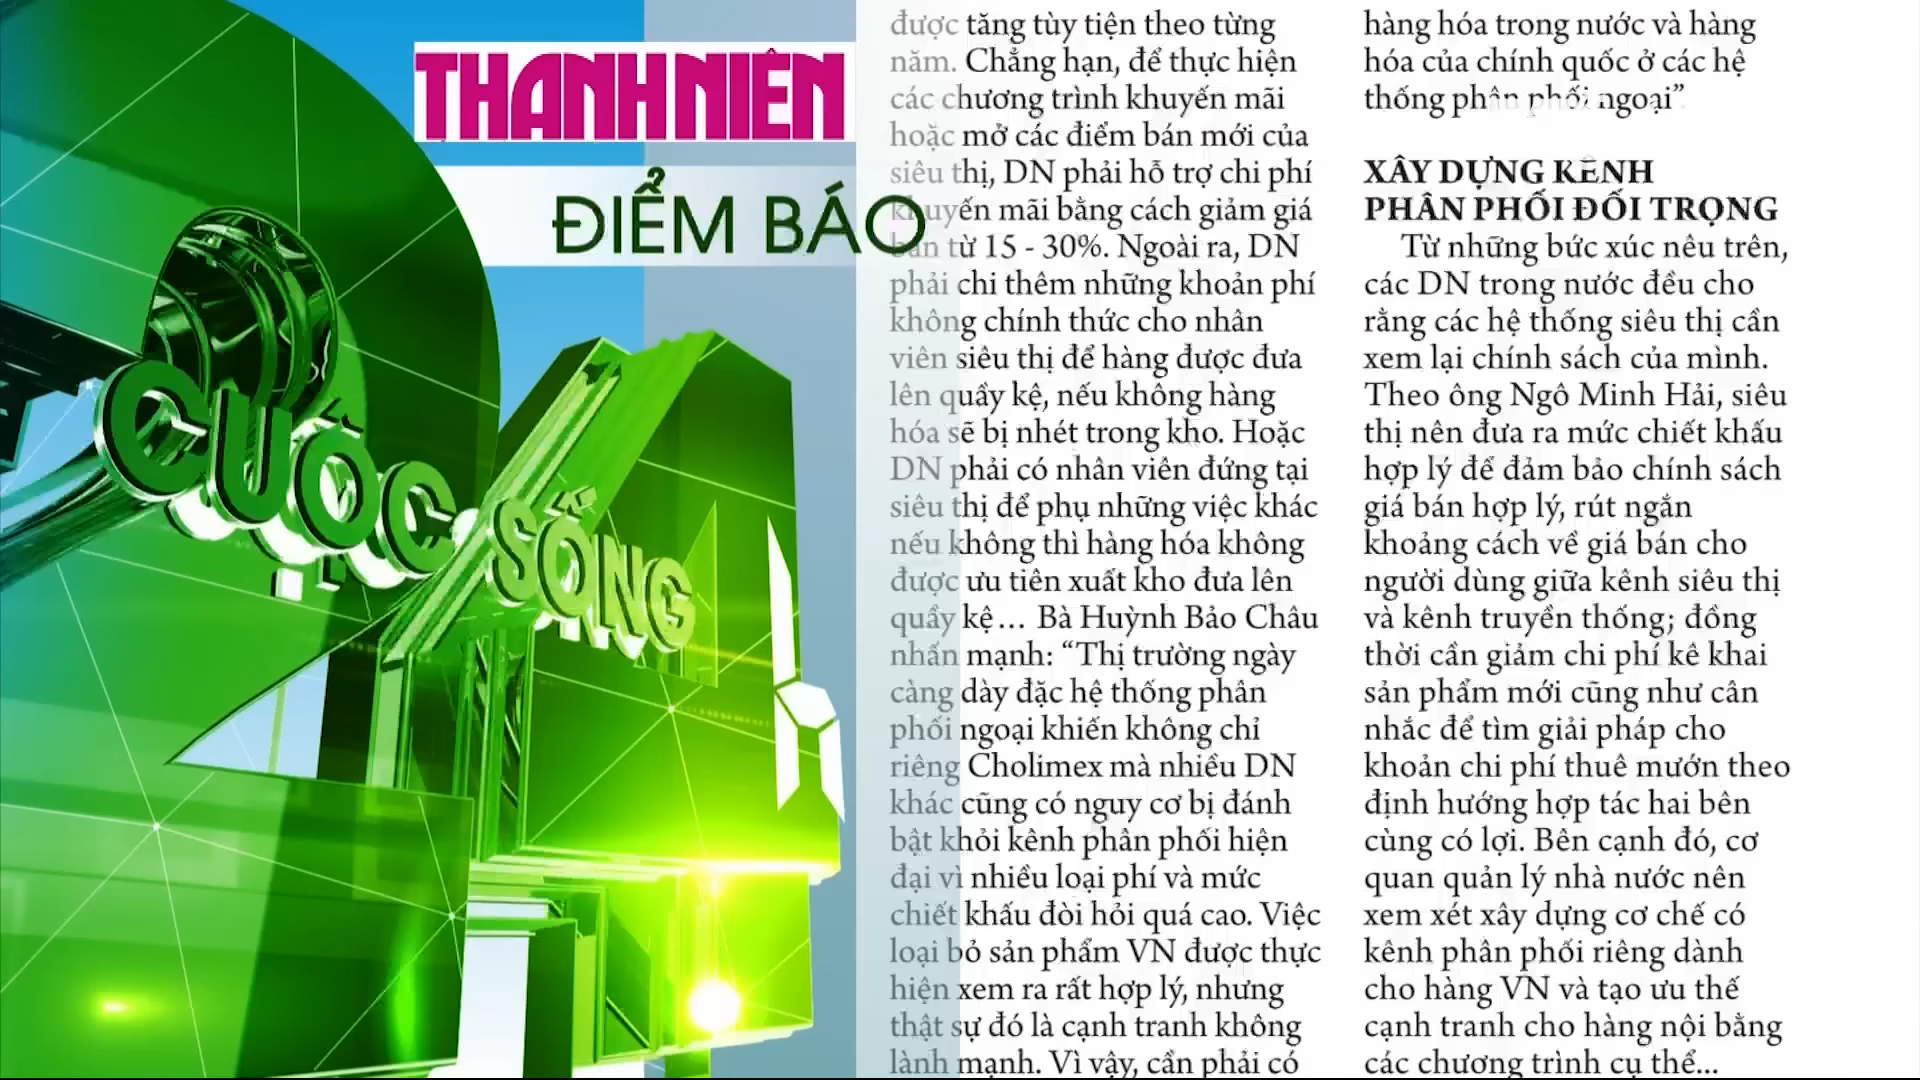 THANH NIÊN
ĐIỂM BÁO
CUỘC SỐNG
24h
được tăng tùy tiện theo từng
năm. Chẳng hạn, để thực hiện
các chương trình khuyến mãi
hoặc mở các điểm bán mới của
siêu thị, DN phải hỗ trợ chi phí
khuyến mãi bằng cách giảm giá
bán từ 15 - 30%. Ngoài ra, DN
phải chi thêm những khoản phí
không chính thức cho nhân
viên siêu thị để hàng được đưa
lên quầy kệ, nếu không hàng
hóa sẽ bị nhét trong kho. Hoặc
DN phải có nhân viên đứng tại
siêu thị để phụ những việc khác
nếu không thì hàng hóa không
được ưu tiên xuất kho đưa lên
quầy kệ… Bà Huỳnh Bảo Châu
nhấn mạnh: “Thị trường ngày
càng dày đặc hệ thống phân
phối ngoại khiến không chỉ
riêng Cholimex mà nhiều DN
khác cũng có nguy cơ bị đánh
bật khỏi kênh phân phối hiện
đại vì nhiều loại phí và mức
chiết khấu đòi hỏi quá cao. Việc
loại bỏ sản phẩm VN được thực
hiện xem ra rất hợp lý, nhưng
thật sự đó là cạnh tranh không
lành mạnh. Vì vậy, cần phải có
hàng hóa trong nước và hàng
hóa của chính quốc ở các hệ
thống phân phối ngoại”
XÂY DỰNG KÊNH
PHÂN PHỐI ĐỐI TRỌNG
Từ những bức xúc nêu trên,
các DN trong nước đều cho
rằng các hệ thống siêu thị cần
xem lại chính sách của mình.
Theo ông Ngô Minh Hải, siêu
thị nên đưa ra mức chiết khấu
hợp lý để đảm bảo chính sách
giá bán hợp lý, rút ngắn
khoảng cách về giá bán cho
người dùng giữa kênh siêu thị
và kênh truyền thống; đồng
thời cần giảm chi phí kê khai
sản phẩm mới cũng như cân
nhắc để tìm giải pháp cho
khoản chi phí thuê mướn theo
định hướng hợp tác hai bên
cùng có lợi. Bên cạnh đó, cơ
quan quản lý nhà nước nên
xem xét xây dựng cơ chế có
kênh phân phối riêng dành
cho hàng VN và tạo ưu thế
cạnh tranh cho hàng nội bằng
các chương trình cụ thể...